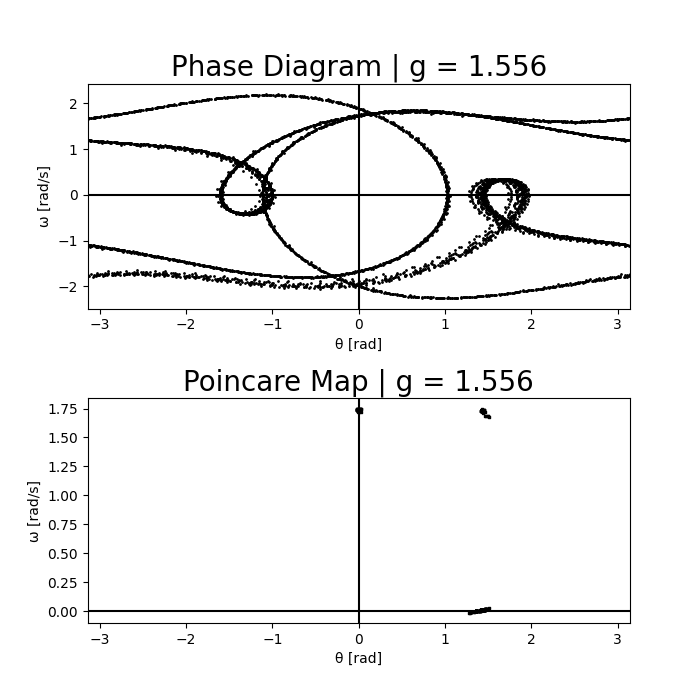 Phase Diagram | g = 1.556
2
1
0
−1
−2
ω [rad/s]
−3 −2 −1 0 1 2 3
θ [rad]
Poincare Map | g = 1.556
1.75
1.50
1.25
1.00
0.75
0.50
0.25
0.00
ω [rad/s]
−3 −2 −1 0 1 2 3
θ [rad]